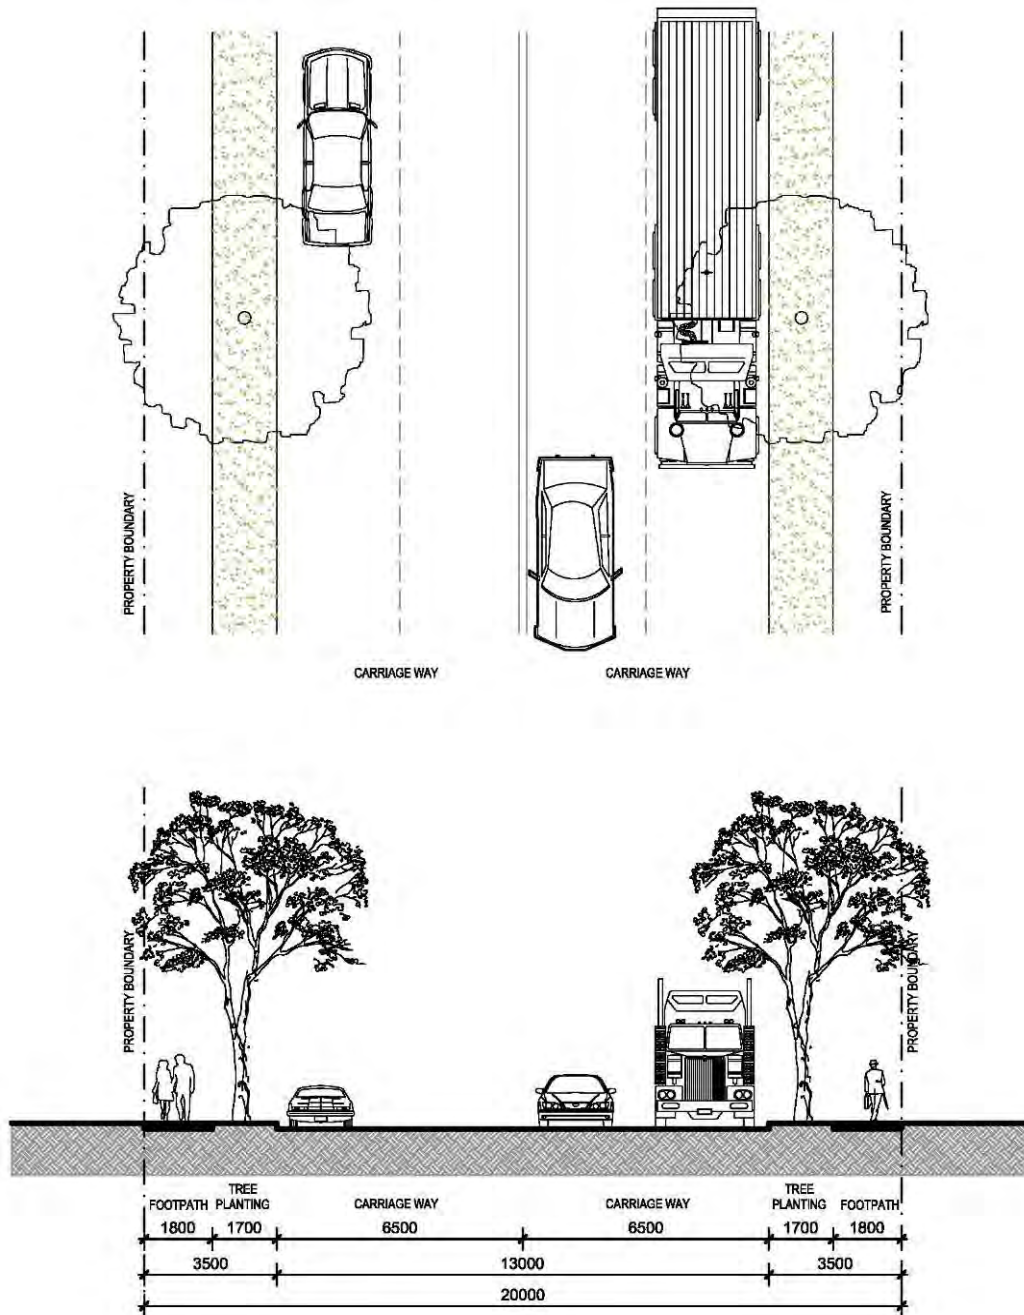 PROPERTY BOUNDARY
PROPERTY BOUNDARY
CARRIAGE WAY CARRIAGE WAY
PROPERTY BOUNDARY
PROPERTY BOUNDARY
FOOTPATH TREE PLANTING CARRIAGE WAY CARRIAGE WAY TREE PLANTING FOOTPATH
1800 1700 6500 6500 1700 1800
3500 13000 3500
20000